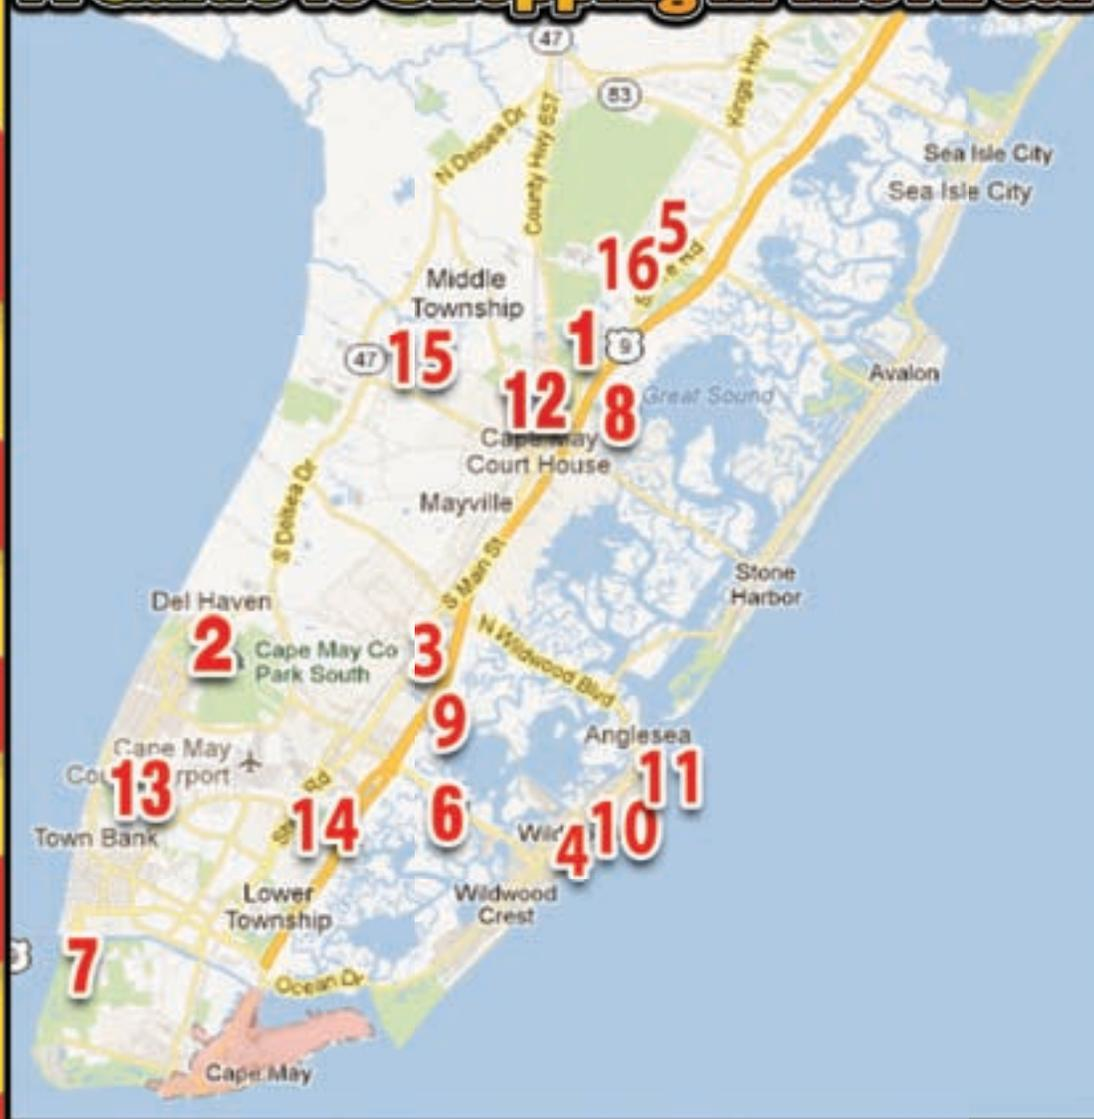 47
83
Kings Hwy
N Delsea Dr
County Hwy 657
Sea Isle City
Sea Isle City
5
16
Middle
Township
1
9
47
15
Avalon
12
8
Great Sound
Cape May
Court House
Mayville
S Delsea Dr
S Main St
Stone
Harbor
Del Haven
2
Cape May Co
Park South
3
N Wildwood Blvd
9
Anglesea
Cape May
13
11
14
6
10
4
Town Bank
Lower
Township
Wildwood
Crest
7
Ocean Dr
Cape May